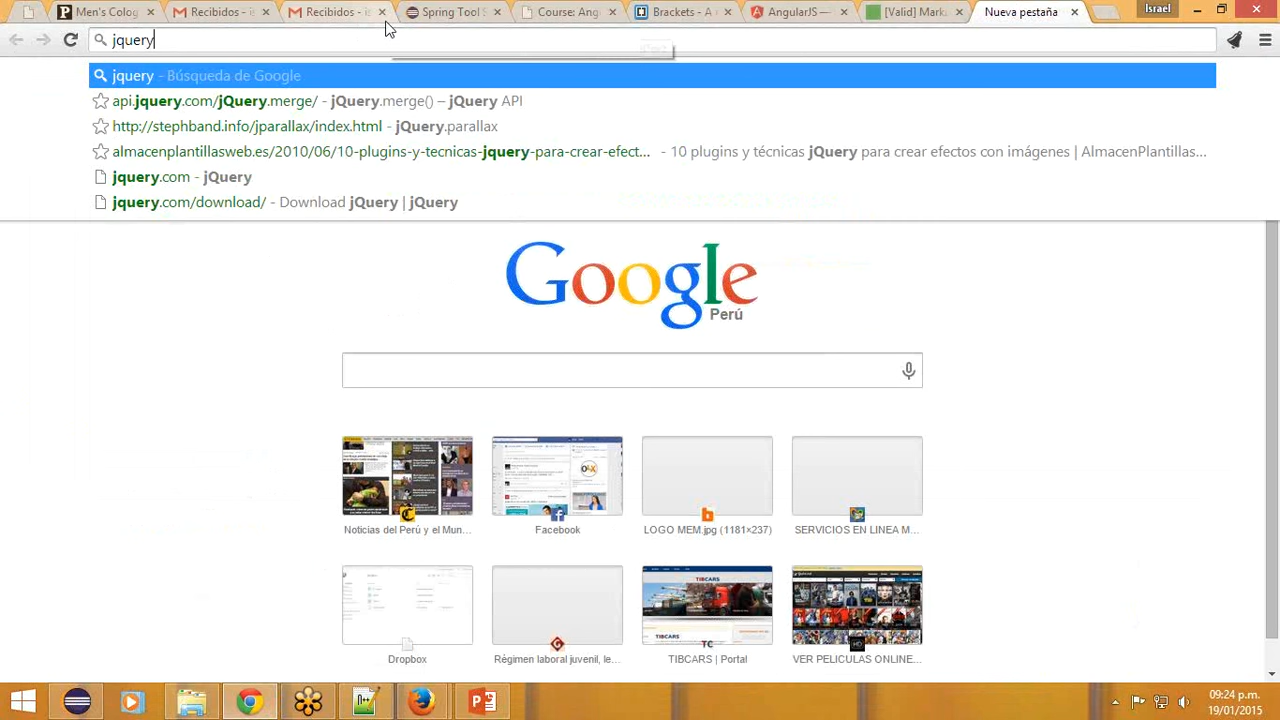 Men's Colog
Recibidos - is
Recibidos - is
Spring Tool S
Course: Ang
Brackets - A
AngularJS —
[Valid] Mark
Nueva pestaña
Israel
jquery
jquery - Búsqueda de Google
api.jquery.com/jQuery.merge/ - jQuery.merge() – jQuery API
http://stephband.info/jparallax/index.html - jQuery.parallax
almacenplantillasweb.es/2010/06/10-plugins-y-tecnicas-jquery-para-crear-efect... - 10 plugins y técnicas jQuery para crear efectos con imágenes | AlmacenPlantillas...
jquery.com - jQuery
jquery.com/download/ - Download jQuery | jQuery
Google
Perú
Noticias del Perú y el Mun...
Facebook
LOGO MEM.jpg (1181×237)
SERVICIOS EN LINEA M...
TIBCARS
TIBCARS
Dropbox
Régimen laboral juvenil, le...
TIBCARS | Portal
VER PELICULAS ONLINE...
09:24 p.m.
19/01/2015